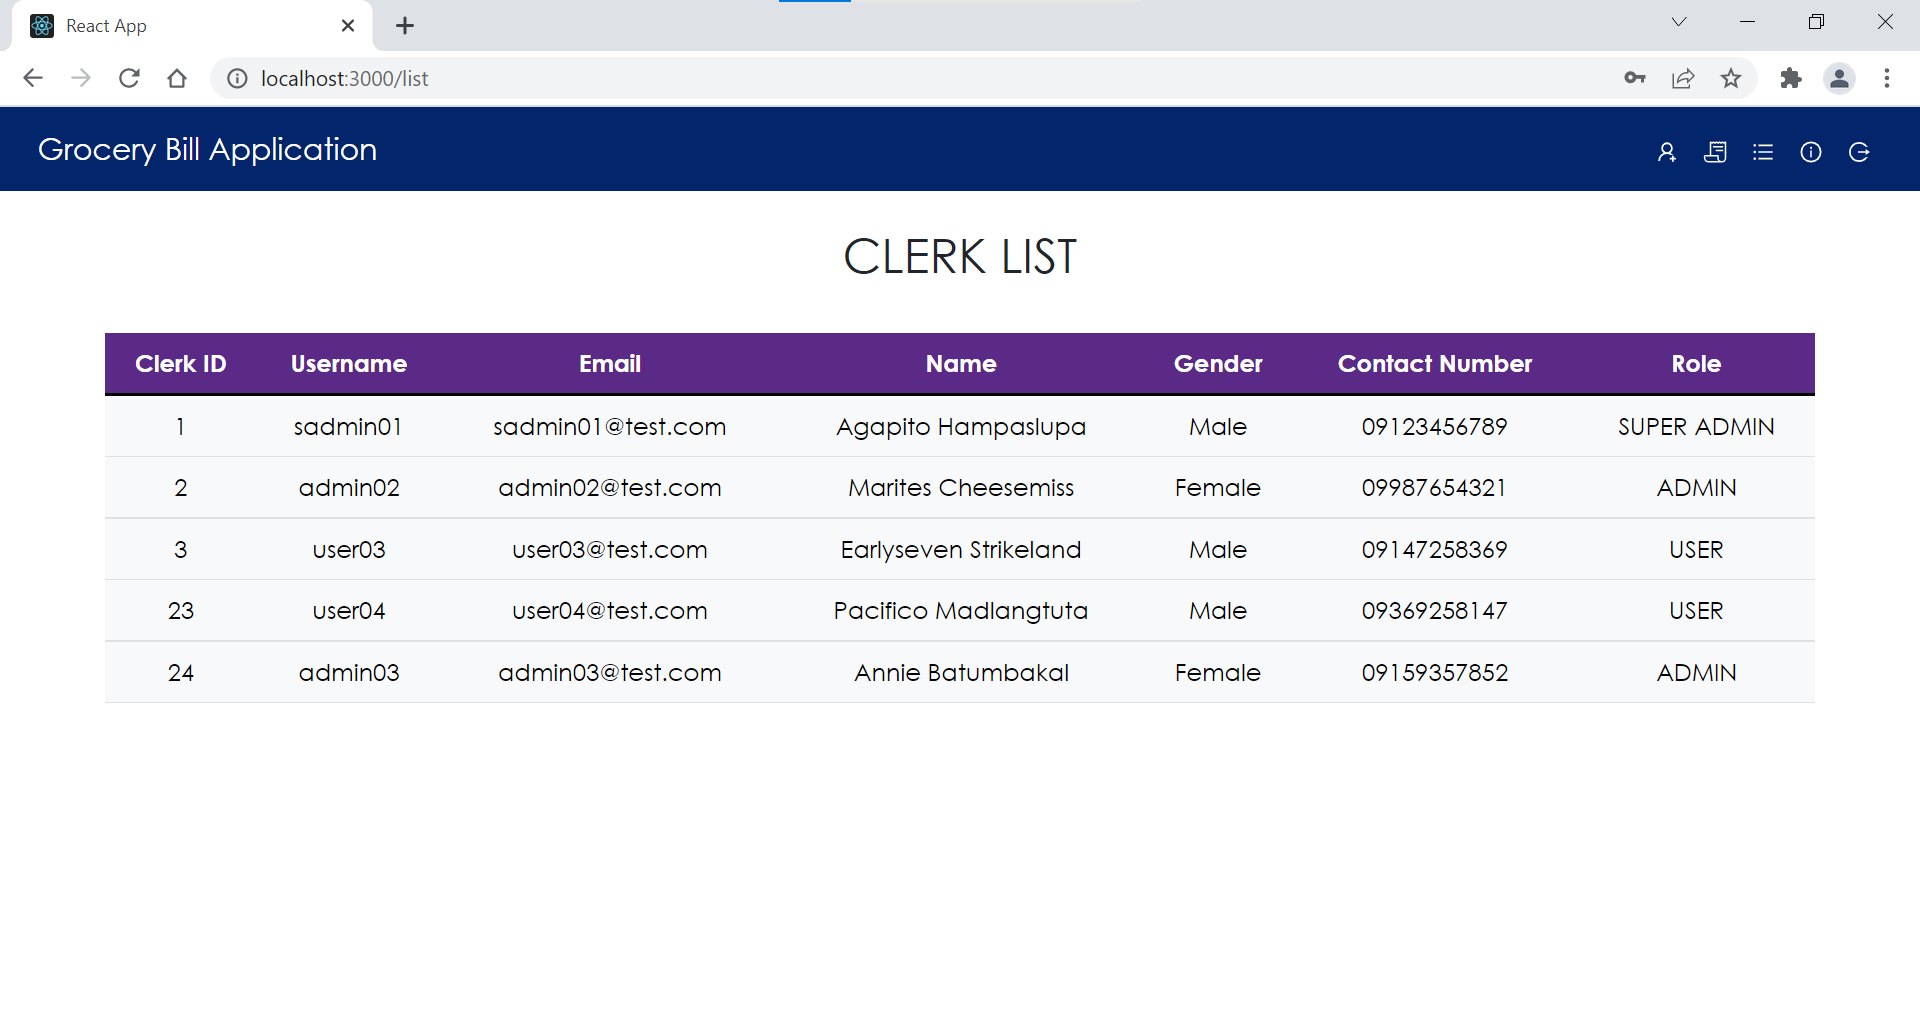 React App
localhost:3000/list
Grocery Bill Application
CLERK LIST
Clerk ID Username Email Name Gender Contact Number Role
1 sadmin01 sadmin01@test.com Agapito Hampaslupa Male 09123456789 SUPER ADMIN
2 admin02 admin02@test.com Marites Cheesemiss Female 09987654321 ADMIN
3 user03 user03@test.com Earlyseven Strikeland Male 09147258369 USER
23 user04 user04@test.com Pacifico Madlangtuta Male 09369258147 USER
24 admin03 admin03@test.com Annie Batumbakal Female 09159357852 ADMIN